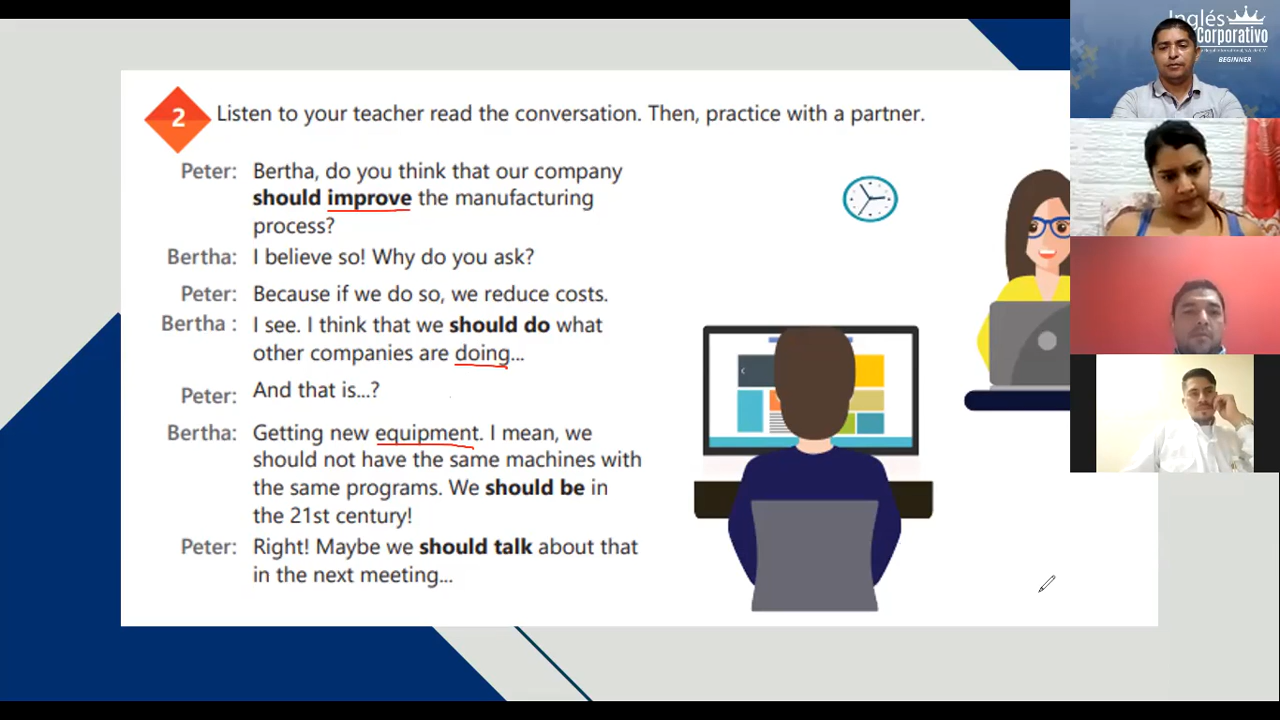 Inglés
Corporativo
BEGINNER
2
Listen to your teacher read the conversation. Then, practice with a partner.
Peter: Bertha, do you think that our company
should improve the manufacturing
process?
Bertha: I believe so! Why do you ask?
Peter: Because if we do so, we reduce costs.
Bertha : I see. I think that we should do what
other companies are doing...
Peter: And that is...?
Bertha: Getting new equipment. I mean, we
should not have the same machines with
the same programs. We should be in
the 21st century!
Peter: Right! Maybe we should talk about that
in the next meeting...